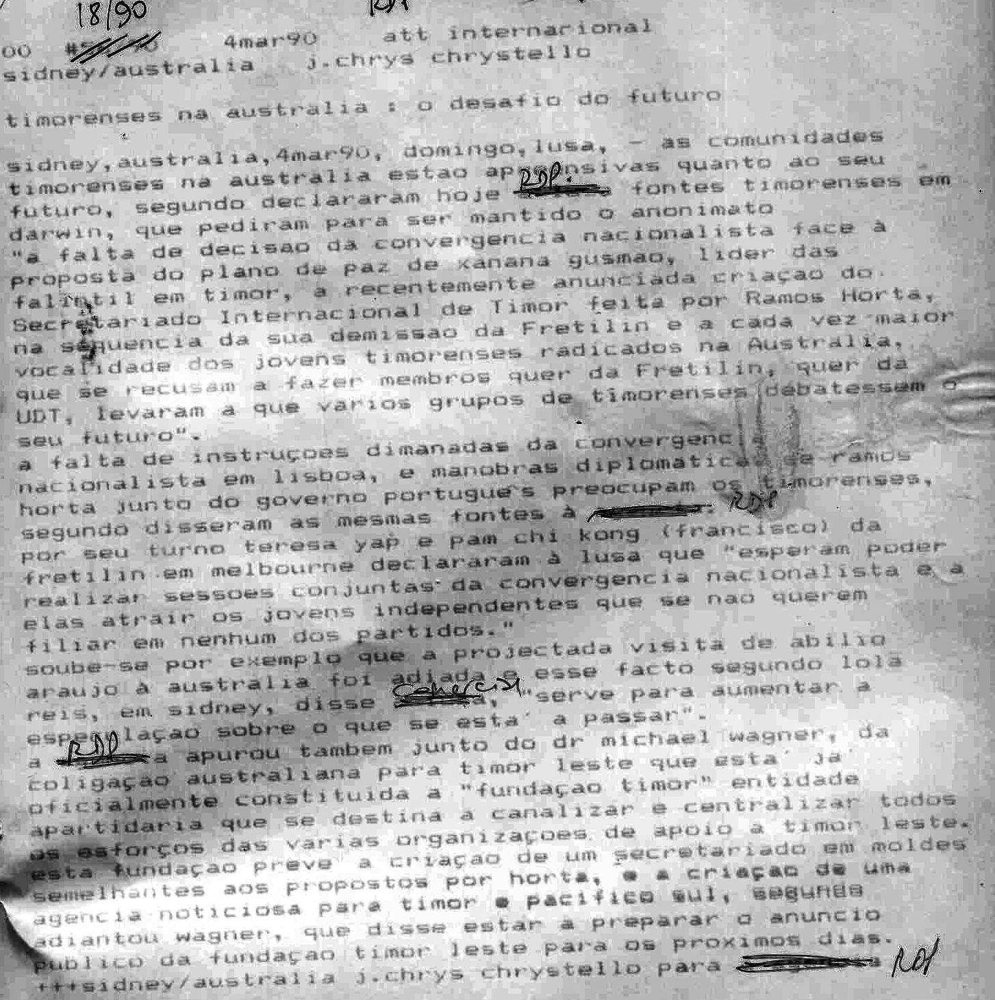 18/90
00 4mar90 att internacional
sidney/australia j.chrys chrystello
timorenses na australia : o desafio do futuro
sidney,australia,4mar90, domingo,lusa, - as comunidades
timorenses na australia estao apreensivas quanto ao seu
futuro, segundo declararam hoje RDP. fontes timorenses em
darwin, que pediram para ser mantido o anonimato
"a falta de decisao da convergencia nacionalista face à
proposta do plano de paz de xanana gusmao, lider das
falintil em timor, a recentemente anunciada criaçao do
Secretariado Internacional de Timor feita por Ramos Horta,
na sequencia da sua demissao da Fretilin e a cada vez maior
vocalidade dos jovens timorenses radicados na Australia,
que se recusam a fazer membros quer da Fretilin, quer da
UDT, levaram a que varios grupos de timorenses debatessem o
seu futuro".
a falta de instruçoes dimanadas da convergencia
nacionalista em lisboa, e manobras diplomaticas se ramos
horta junto do governo portugues preocupam os timorenses,
segundo disseram as mesmas fontes à RDP
por seu turno teresa yap e pam chi kong (francisco) da
fretilin em melbourne declararam à lusa que "esperam poder
realizar sessoes conjuntas da convergencia nacionalista e a
elas atrair os jovens independentes que se nao querem
filiar em nenhum dos partidos."
soube-se por exemplo que a projectada visita de abilio
araujo à australia foi adiada e esse facto segundo lola
reis, em sidney, disse Comercial, "serve para aumentar a
especulaçao sobre o que se esta´ a passar".
a RDP apurou tambem junto do dr michael wagner, da
coligaçao australiana para timor leste que esta´ ja´
oficialmente constituida a "fundaçao timor" entidade
apartidaria que se destina a canalizar e centralizar todos
os esforços das varias organizaçoes de apoio a timor leste.
esta fundaçao preve´ a criaçao de um secretariado em moldes
semelhantes aos propostos por horta, e a criaçao de uma
agencia noticiosa para timor e pacifico sul, segundo
adiantou wagner, que disse estar a preparar o anuncio
publico da fundaçao timor leste para os proximos dias.
+++sidney/australia j.chrys chrystello para RDP